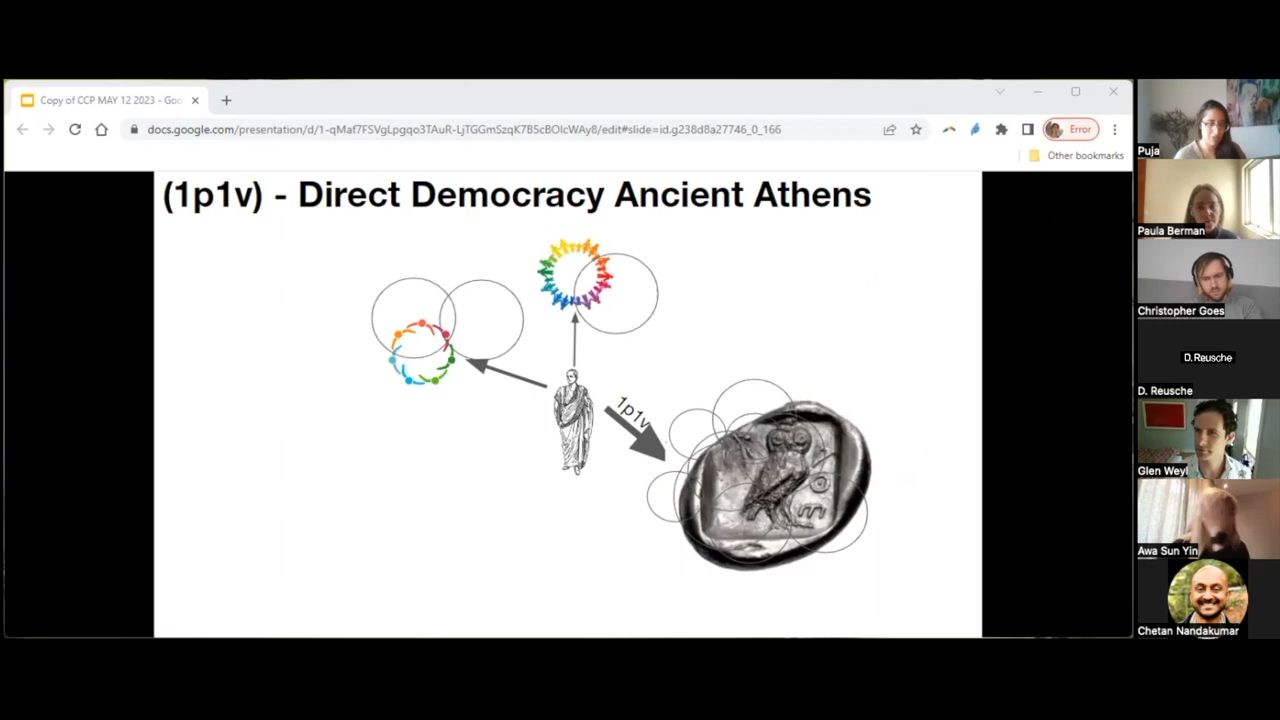 Copy of CCP MAY 12 2023 - Goo
docs.google.com/presentation/d/1-qMaf7FSVgLpgqo3TAuR-LjTGGmSzqK7B5cBOIcWAy8/edit#slide=id.g238d8a27746_0_166
Error
Other bookmarks
(1p1v) - Direct Democracy Ancient Athens
1p1v
Puja
Paula Berman
Christopher Goes
D. Reusche
D. Reusche
Glen Weyl
Awa Sun Yin
Chetan Nandakumar